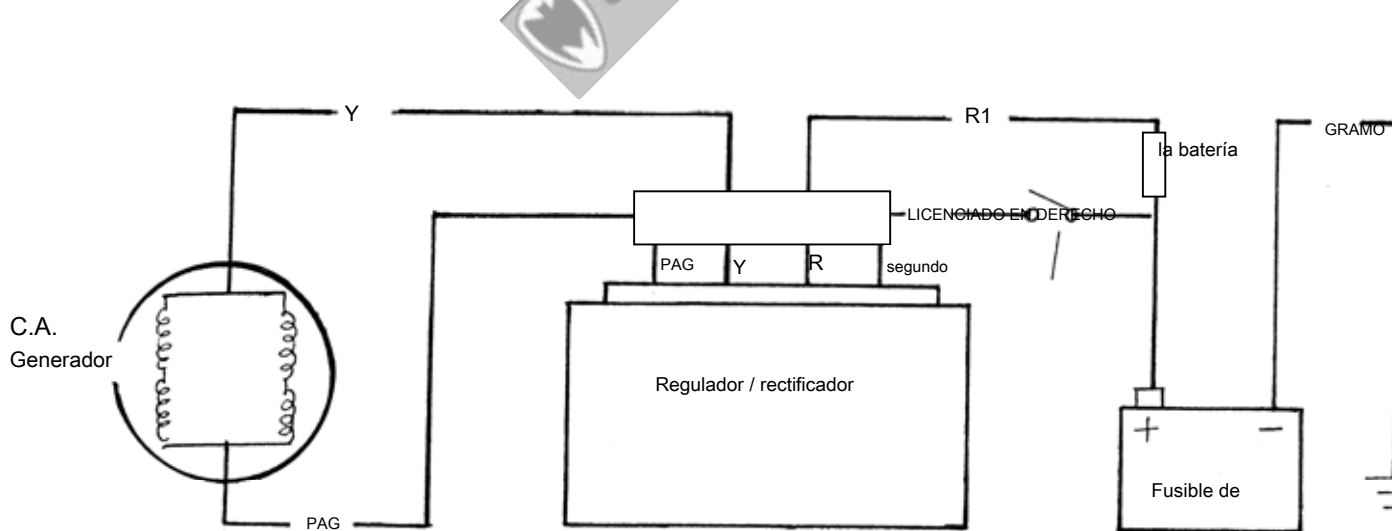 Y
R1
GRAMO
la batería
LICENCIADO EN DERECHO
PAG
Y
R
segundo
C.A.
Generador
Regulador / rectificador
+ −
Fusible de
PAG